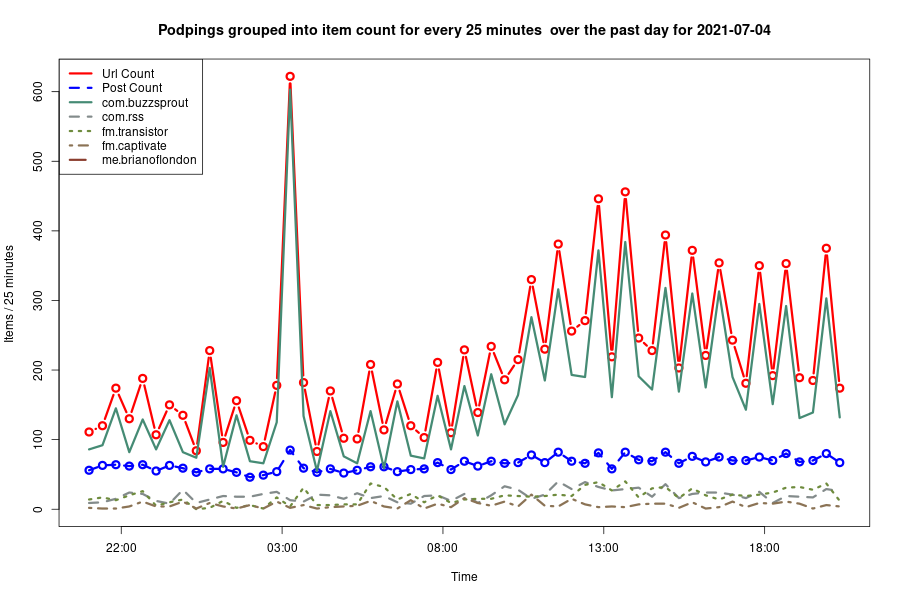 Podpings grouped into item count for every 25 minutes  over the past day for 2021-07-04
Url Count
Post Count
com.buzzsprout
com.rss
fm.transistor
fm.captivate
me.brianoflondon
600
500
400
300
200
100
0
Items / 25 minutes
22:00 03:00 08:00 13:00 18:00
Time